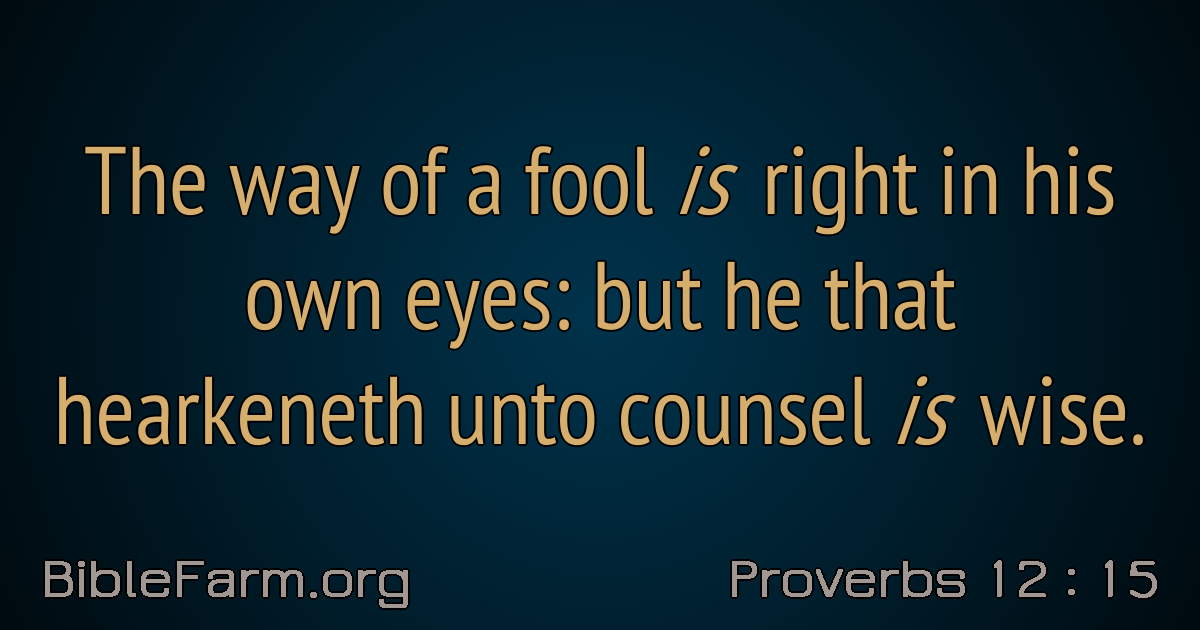 The way of a fool is right in his
own eyes: but he that
hearkeneth unto counsel is wise.
BibleFarm.org
Proverbs 12 : 15